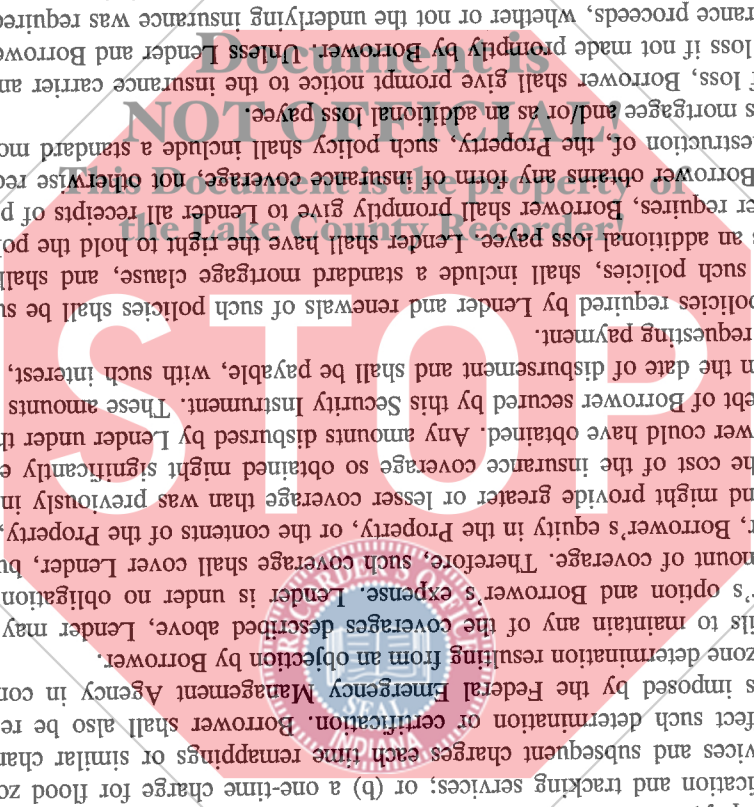 Document is
NOT OFFICIAL!
This Document is the property of
the Lake County Recorder!
STOP
RECORDER'S OFFICE
SEAL
INDIANA
ication and tracking services; or (b) a one-time charge for flood zo
vices and subsequent charges each time remappings or similar chan
fect such determination or certification. Borrower shall also be re
s imposed by the Federal Emergency Management Agency in con
zone determination resulting from an objection by Borrower.
ils to maintain any of the coverages described above, Lender may
r's option and Borrower's expense. Lender is under no obligation
mount of coverage. Therefore, such coverage shall cover Lender, bu
r, Borrower's equity in the Property, or the contents of the Property,
nd might provide greater or lesser coverage than was previously in
he cost of the insurance coverage so obtained might significantly e
wer could have obtained. Any amounts disbursed by Lender under th
ebt of Borrower secured by this Security Instrument. These amounts
m the date of disbursement and shall be payable, with such interest,
requesting payment.
policies required by Lender and renewals of such policies shall be su
such policies, shall include a standard mortgage clause, and shall
s an additional loss payee. Lender shall have the right to hold the pol
er requires, Borrower shall promptly give to Lender all receipts of p
Borrower obtains any form of insurance coverage, not otherwise rec
estruction of, the Property, such policy shall include a standard mo
s mortgagee and/or as an additional loss payee.
f loss, Borrower shall give prompt notice to the insurance carrier an
loss if not made promptly by Borrower. Unless Lender and Borrowe
rance proceeds, whether or not the underlying insurance was require